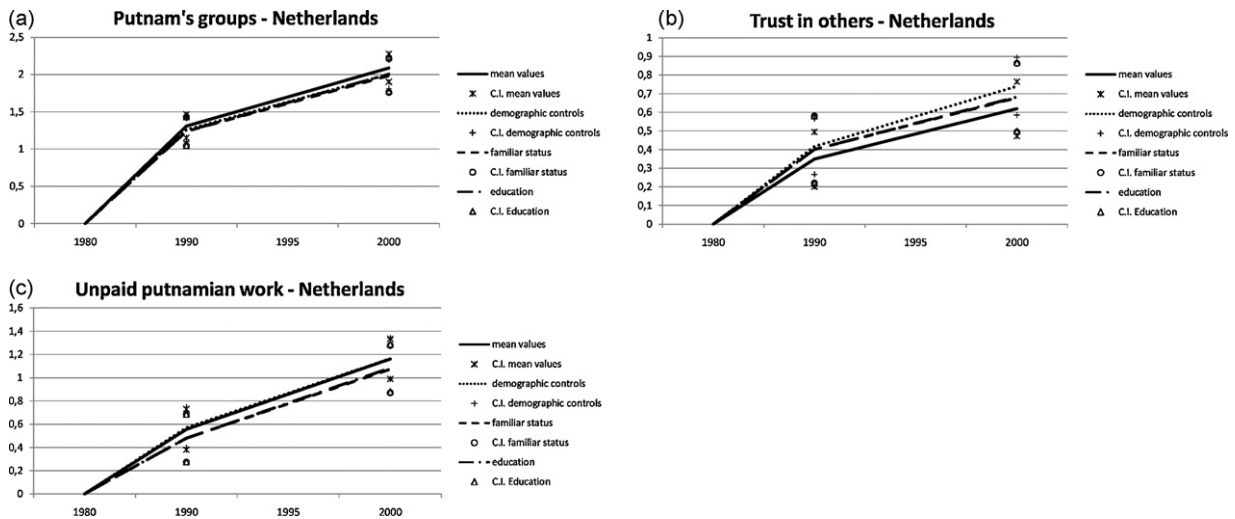 (a)
Putnam's groups - Netherlands
2,5
2
1,5
1
0,5
0
1980 1990 1995 2000
mean values
C.I. mean values
demographic controls
C.I. demographic controls
familiar status
C.I. familiar status
education
C.I. Education
(b)
Trust in others - Netherlands
1
0,9
0,8
0,7
0,6
0,5
0,4
0,3
0,2
0,1
0
1980 1990 1995 2000
mean values
C.I. mean values
demographic controls
C.I. demographic controls
familiar status
C.I. familiar status
education
C.I. Education
(c)
Unpaid putnamian work - Netherlands
1,6
1,4
1,2
1
0,8
0,6
0,4
0,2
0
1980 1990 1995 2000
mean values
C.I. mean values
demographic controls
C.I. demographic controls
familiar status
C.I. familiar status
education
C.I. Education